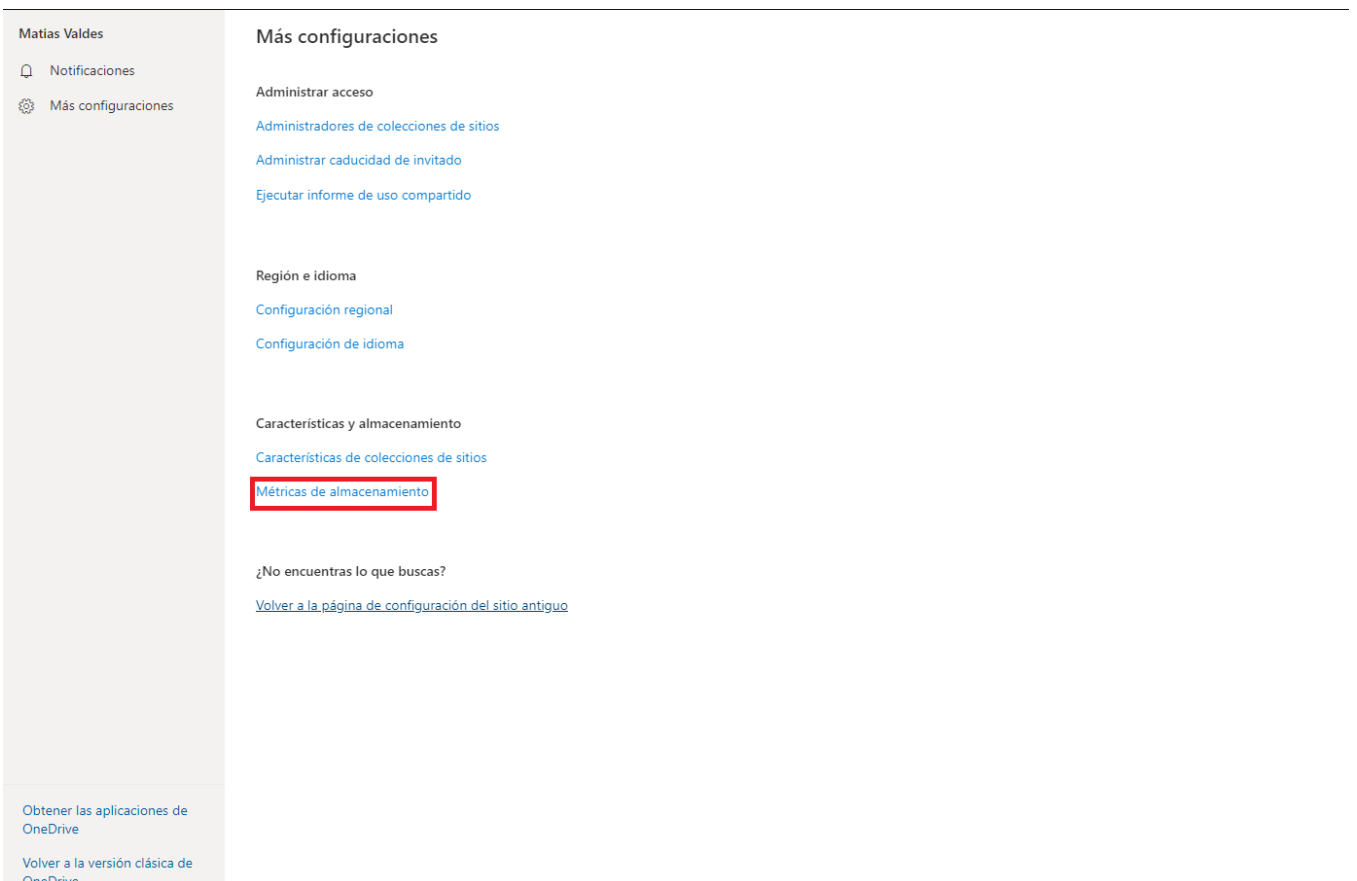 Matias Valdes
Notificaciones
Más configuraciones
Más configuraciones
Administrar acceso
Administradores de colecciones de sitios
Administrar caducidad de invitado
Ejecutar informe de uso compartido
Región e idioma
Configuración regional
Configuración de idioma
Características y almacenamiento
Características de colecciones de sitios
Métricas de almacenamiento
¿No encuentras lo que buscas?
Volver a la página de configuración del sitio antiguo
Obtener las aplicaciones de
OneDrive
Volver a la versión clásica de
OneDrive